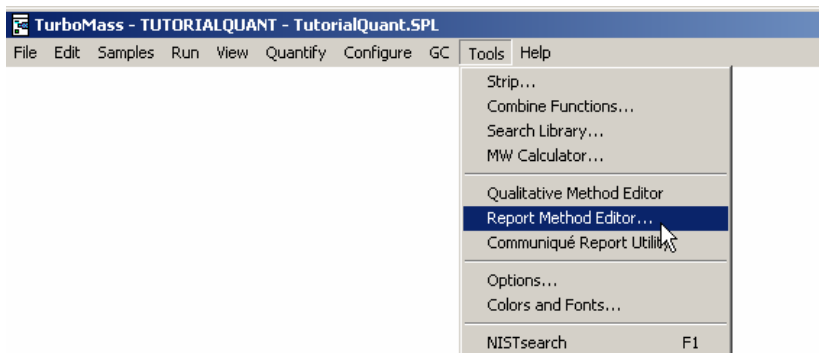 TurboMass - TUTORIALQUANT - TutorialQuant.SPL
File Edit Samples Run View Quantify Configure GC Tools Help
Strip...
Combine Functions...
Search Library...
MW Calculator...
Qualitative Method Editor
Report Method Editor...
Communiqué Report Utility
Options...
Colors and Fonts...
NISTsearch F1